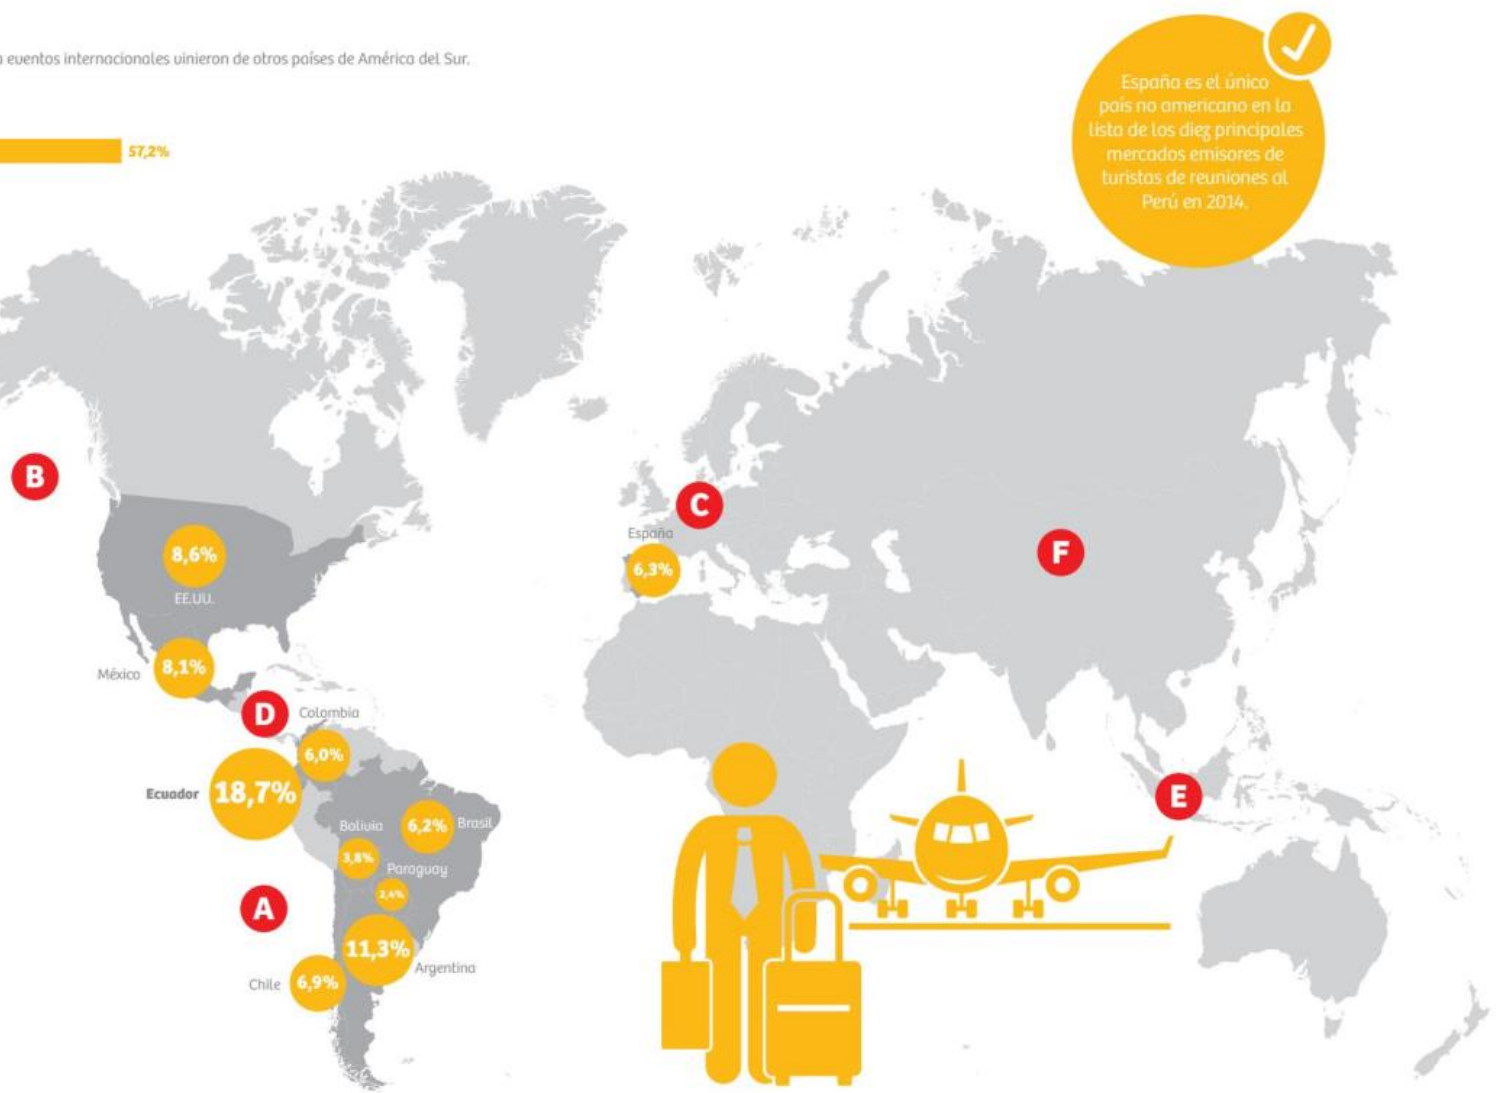 a eventos internacionales vinieron de otros países de América del Sur.
57,2%
España es el único
país no americano en la
lista de los diez principales
mercados emisores de
turistas de reuniones al
Perú en 2014.
B
C
España
6,3%
F
8,6%
EE.UU.
México
8,1%
D
Colombia
6,0%
Ecuador
18,7%
Bolivia
3,8%
6,2%
Brasil
Paraguay
2,4%
E
A
11,3%
Argentina
Chile
6,9%